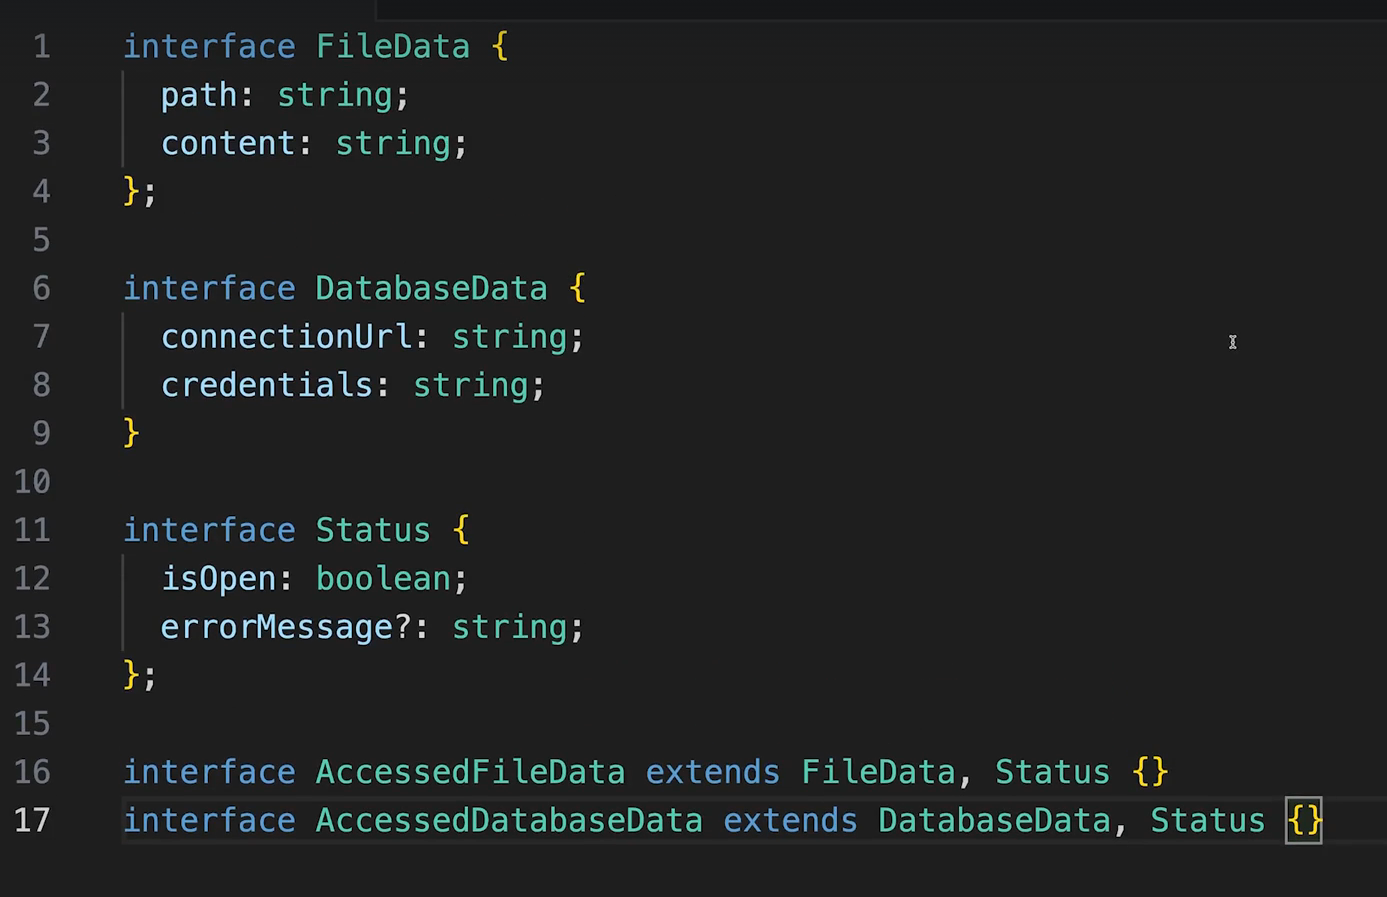 1 interface FileData {
2 path: string;
3 content: string;
4 };
5
6 interface DatabaseData {
7 connectionUrl: string;
8 credentials: string;
9 }
10
11 interface Status {
12 isOpen: boolean;
13 errorMessage?: string;
14 };
15
16 interface AccessedFileData extends FileData, Status {}
17 interface AccessedDatabaseData extends DatabaseData, Status {}